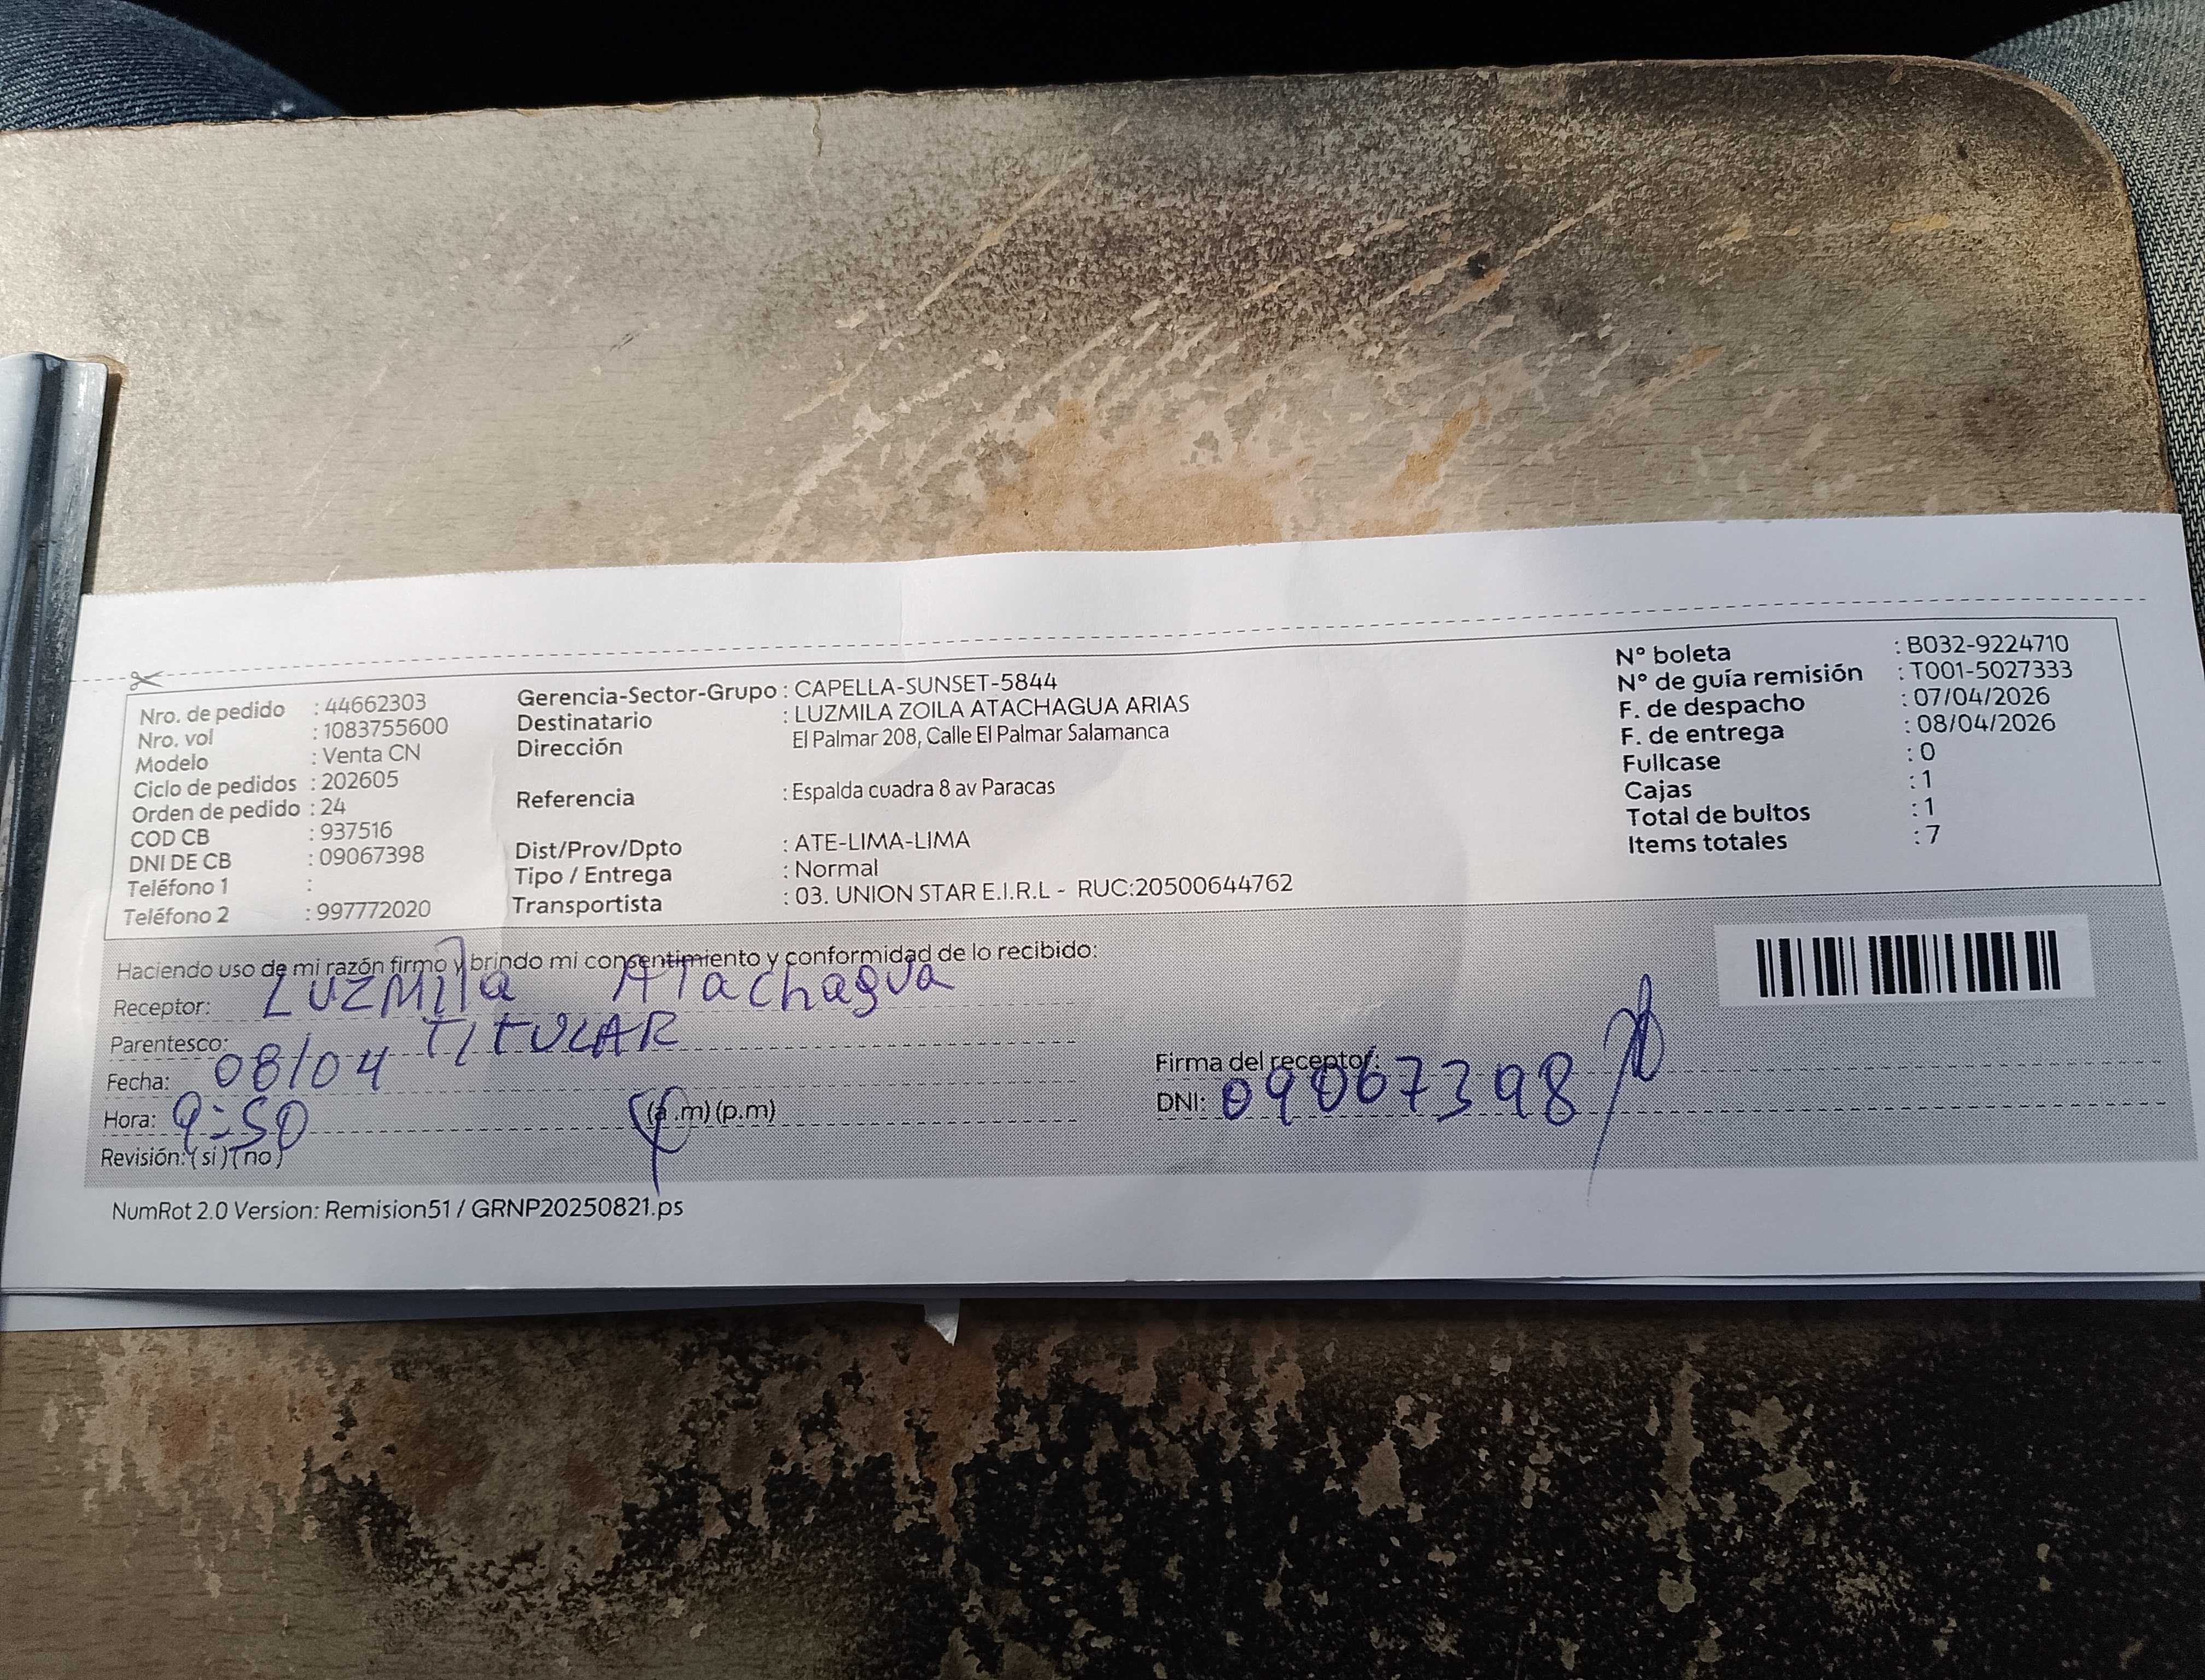 Nro. de pedido : 44662303
Nro. vol : 1083755600
Modelo : Venta CN
Ciclo de pedidos : 202605
Orden de pedido : 24
COD CB : 937516
DNI DE CB : 09067398
Teléfono 1 :
Teléfono 2 : 997772020
Gerencia-Sector-Grupo : CAPELLA-SUNSET-5844
Destinatario : LUZMILA ZOILA ATACHAGUA ARIAS
Dirección El Palmar 208, Calle El Palmar Salamanca
Referencia : Espalda cuadra 8 av Paracas
Dist/Prov/Dpto : ATE-LIMA-LIMA
Tipo / Entrega : Normal
Transportista : 03. UNION STAR E.I.R.L - RUC:20500644762
N° boleta : B032-9224710
N° de guía remisión : T001-5027333
F. de despacho : 07/04/2026
F. de entrega : 08/04/2026
Fullcase : 0
Cajas : 1
Total de bultos : 1
Items totales : 7
Haciendo uso de mi razón firmo y brindo mi consentimiento y conformidad de lo recibido:
Receptor: Luzmila Atachagua
Parentesco: TITULAR
Fecha: 08/04
Hora: 9:50 (a.m) (p.m)
Revisión: (si) (no)
Firma del receptor:
DNI: 09067398
NumRot 2.0 Version: Remision51 / GRNP20250821.ps